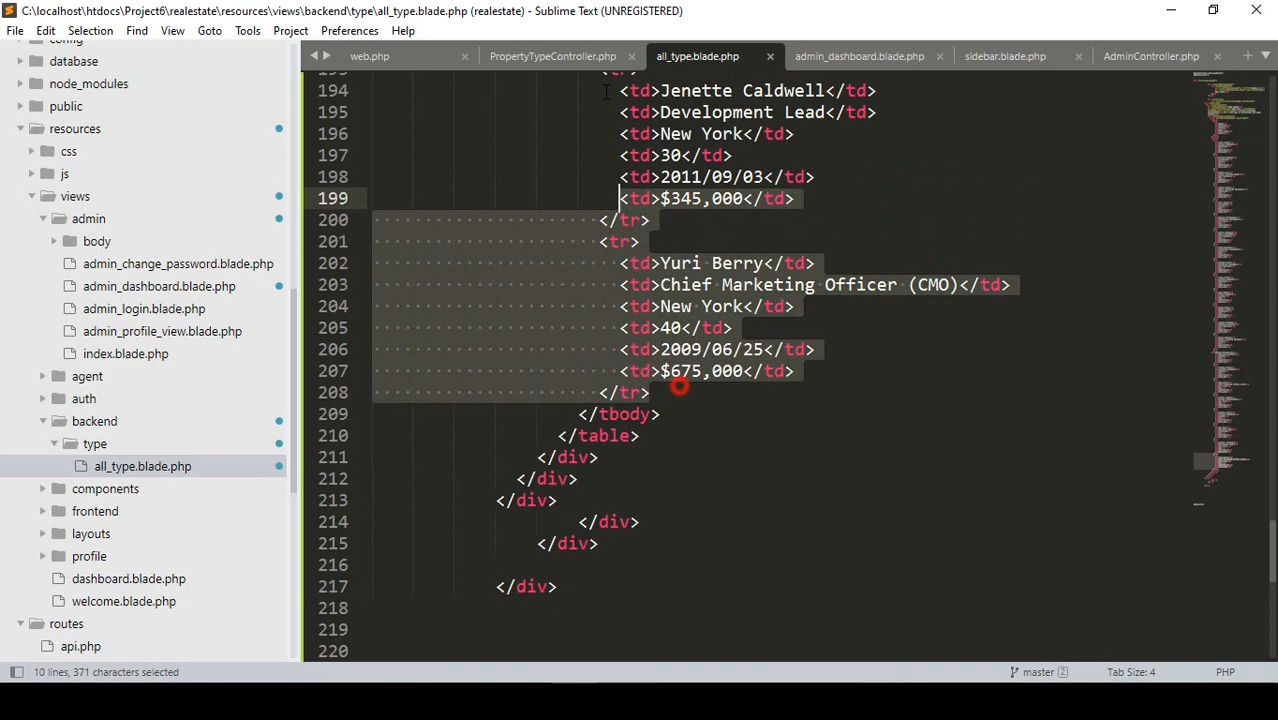 C:\localhost\htdocs\Project6\realestate\resources\views\backend\type\all_type.blade.php (realestate) - Sublime Text (UNREGISTERED)
File Edit Selection Find View Goto Tools Project Preferences Help
web.php PropertyTypeController.php all_type.blade.php admin_dashboard.blade.php sidebar.blade.php AdminController.php
config
database
node_modules
public
resources
css
js
views
admin
body
admin_change_password.blade.php
admin_dashboard.blade.php
admin_login.blade.php
admin_profile_view.blade.php
index.blade.php
agent
auth
backend
type
all_type.blade.php
components
frontend
layouts
profile
dashboard.blade.php
welcome.blade.php
routes
api.php
193 <tr>
194 <td>Jenette Caldwell</td>
195 <td>Development Lead</td>
196 <td>New York</td>
197 <td>30</td>
198 <td>2011/09/03</td>
199 <td>$345,000</td>
200 </tr>
201 <tr>
202 <td>Yuri Berry</td>
203 <td>Chief Marketing Officer (CMO)</td>
204 <td>New York</td>
205 <td>40</td>
206 <td>2009/06/25</td>
207 <td>$675,000</td>
208 </tr>
209 </tbody>
210 </table>
211 </div>
212 </div>
213 </div>
214 </div>
215 </div>
216
217 </div>
218
219
220
10 lines, 371 characters selected master 2 Tab Size: 4 PHP